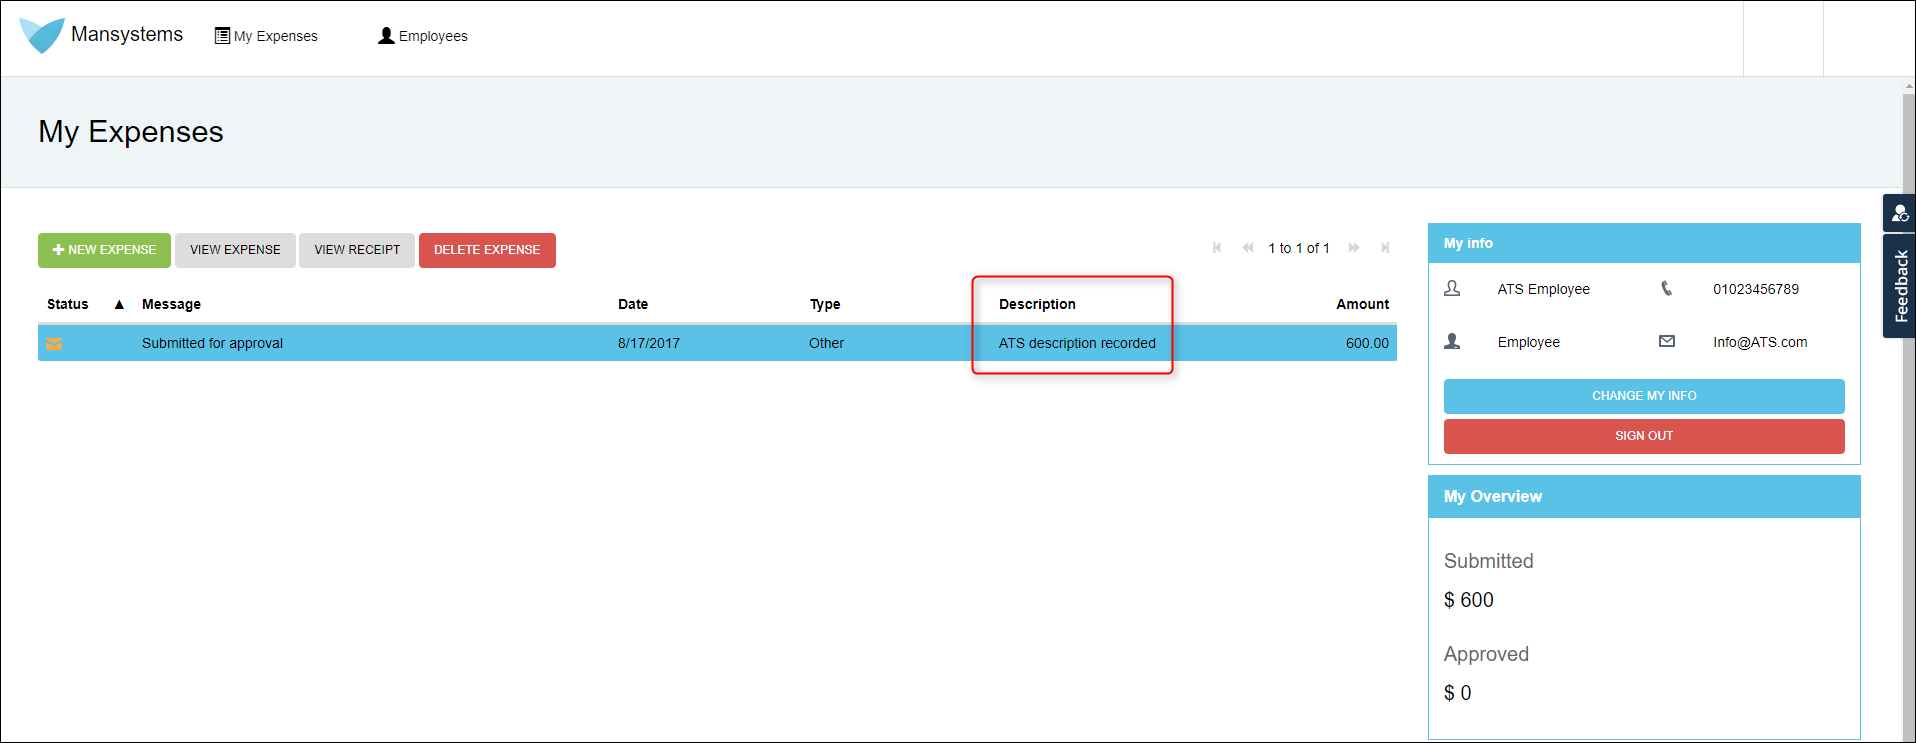 Mansystems
My Expenses
Employees
My Expenses
NEW EXPENSE
VIEW EXPENSE
VIEW RECEIPT
DELETE EXPENSE
1 to 1 of 1
Status ▲ Message Date Type Description Amount
Submitted for approval 8/17/2017 Other ATS description recorded 600.00
My info
ATS Employee 01023456789
Employee Info@ATS.com
CHANGE MY INFO
SIGN OUT
My Overview
Submitted
$ 600
Approved
$ 0
Feedback